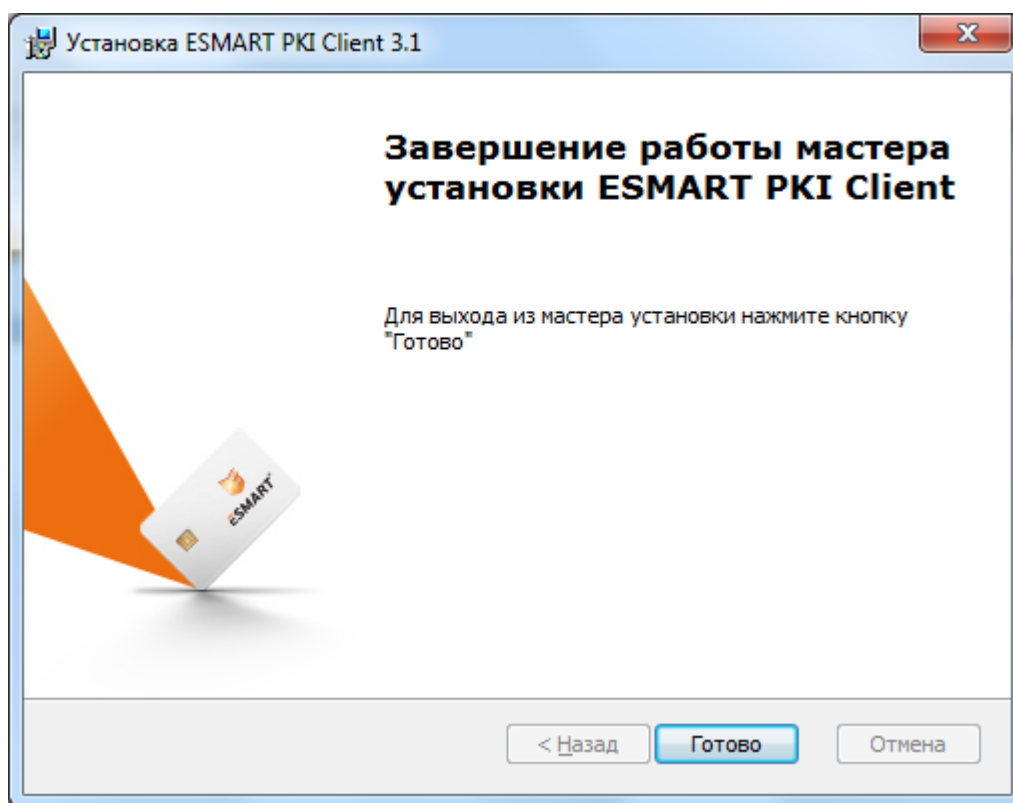 Установка ESMART PKI Client 3.1
x
Завершение работы мастера
установки ESMART PKI Client
Для выхода из мастера установки нажмите кнопку
"Готово"
ESMART
< Назад
Готово
Отмена